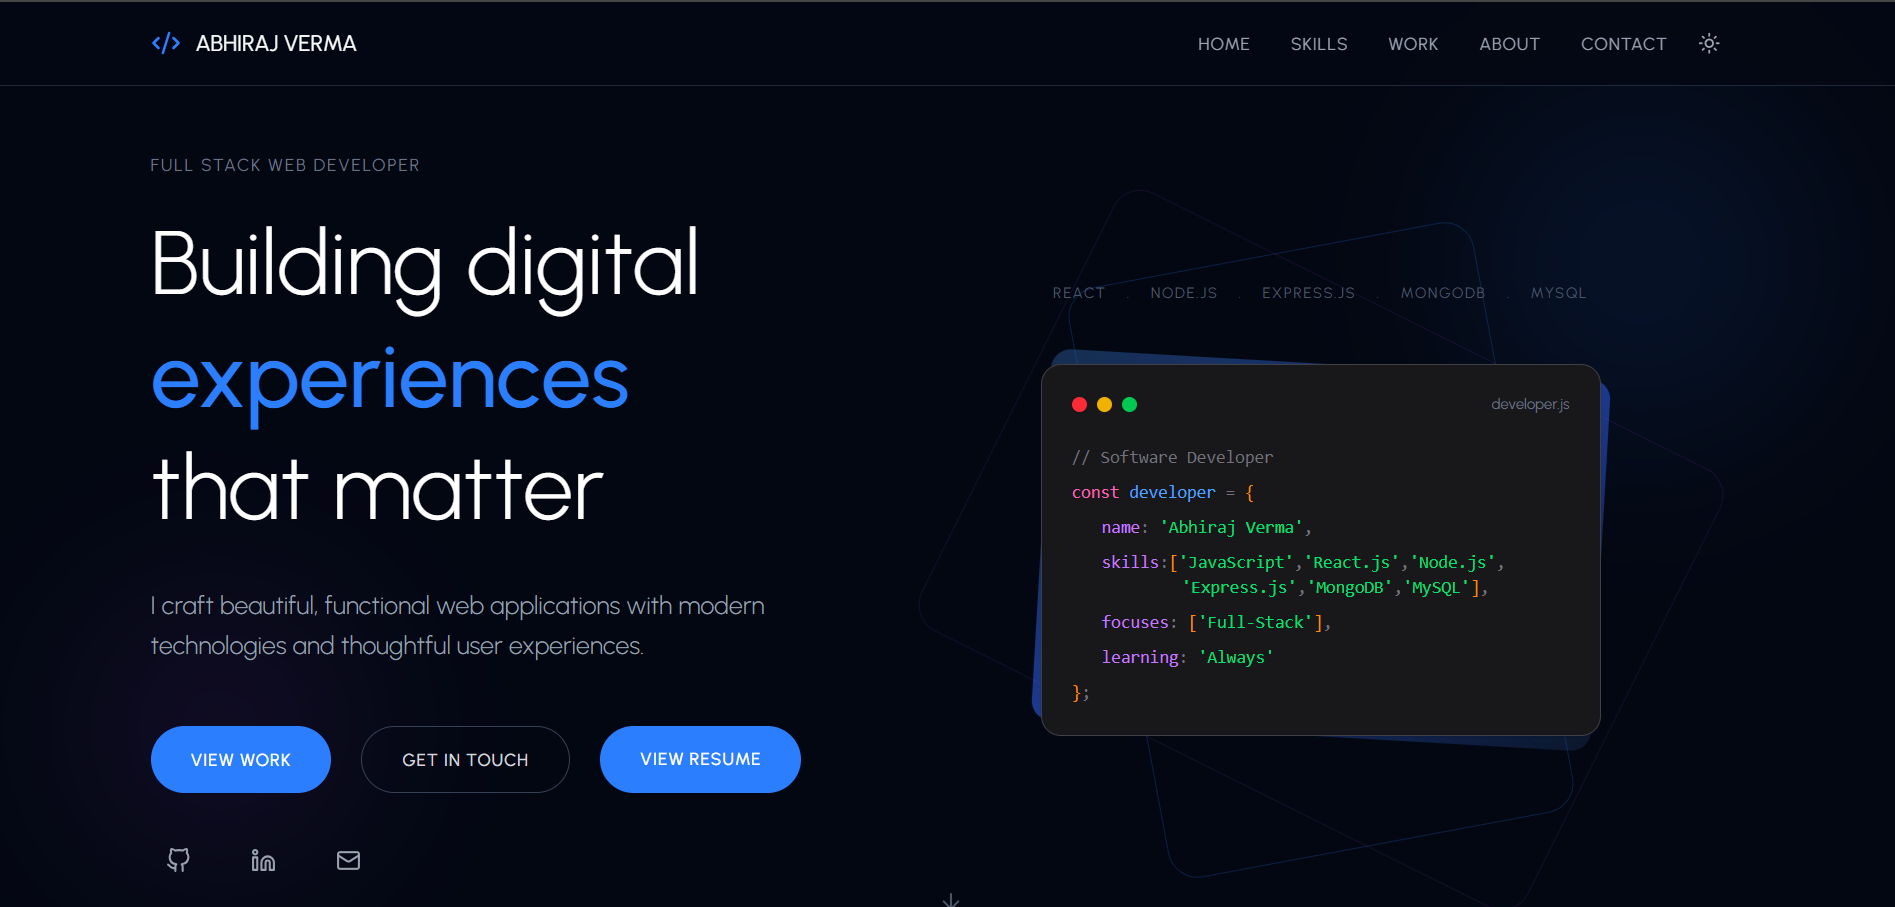 ABHIRAJ VERMA
HOME SKILLS WORK ABOUT CONTACT
FULL STACK WEB DEVELOPER
Building digital
experiences
that matter
I craft beautiful, functional web applications with modern
technologies and thoughtful user experiences.
VIEW WORK GET IN TOUCH VIEW RESUME
REACT . NODE.JS . EXPRESS.JS . MONGODB . MYSQL
developer.js
// Software Developer
const developer = {
name: 'Abhiraj Verma',
skills:['JavaScript','React.js','Node.js',
'Express.js','MongoDB','MySQL'],
focuses: ['Full-Stack'],
learning: 'Always'
};